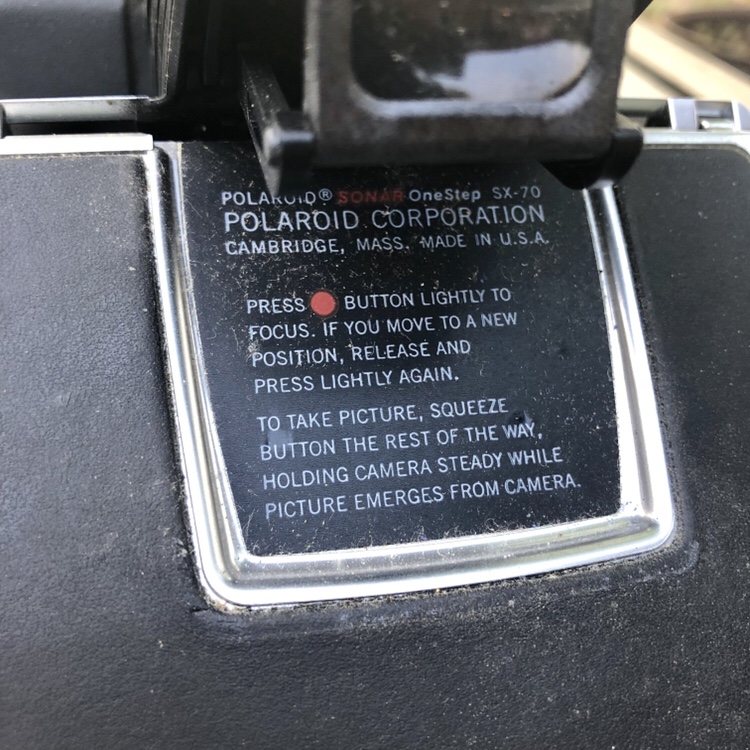 POLAROID® SONAR OneStep SX-70
POLAROID CORPORATION
CAMBRIDGE, MASS. MADE IN U.S.A.
PRESS BUTTON LIGHTLY TO
FOCUS. IF YOU MOVE TO A NEW
POSITION, RELEASE AND
PRESS LIGHTLY AGAIN.
TO TAKE PICTURE, SQUEEZE
BUTTON THE REST OF THE WAY,
HOLDING CAMERA STEADY WHILE
PICTURE EMERGES FROM CAMERA.